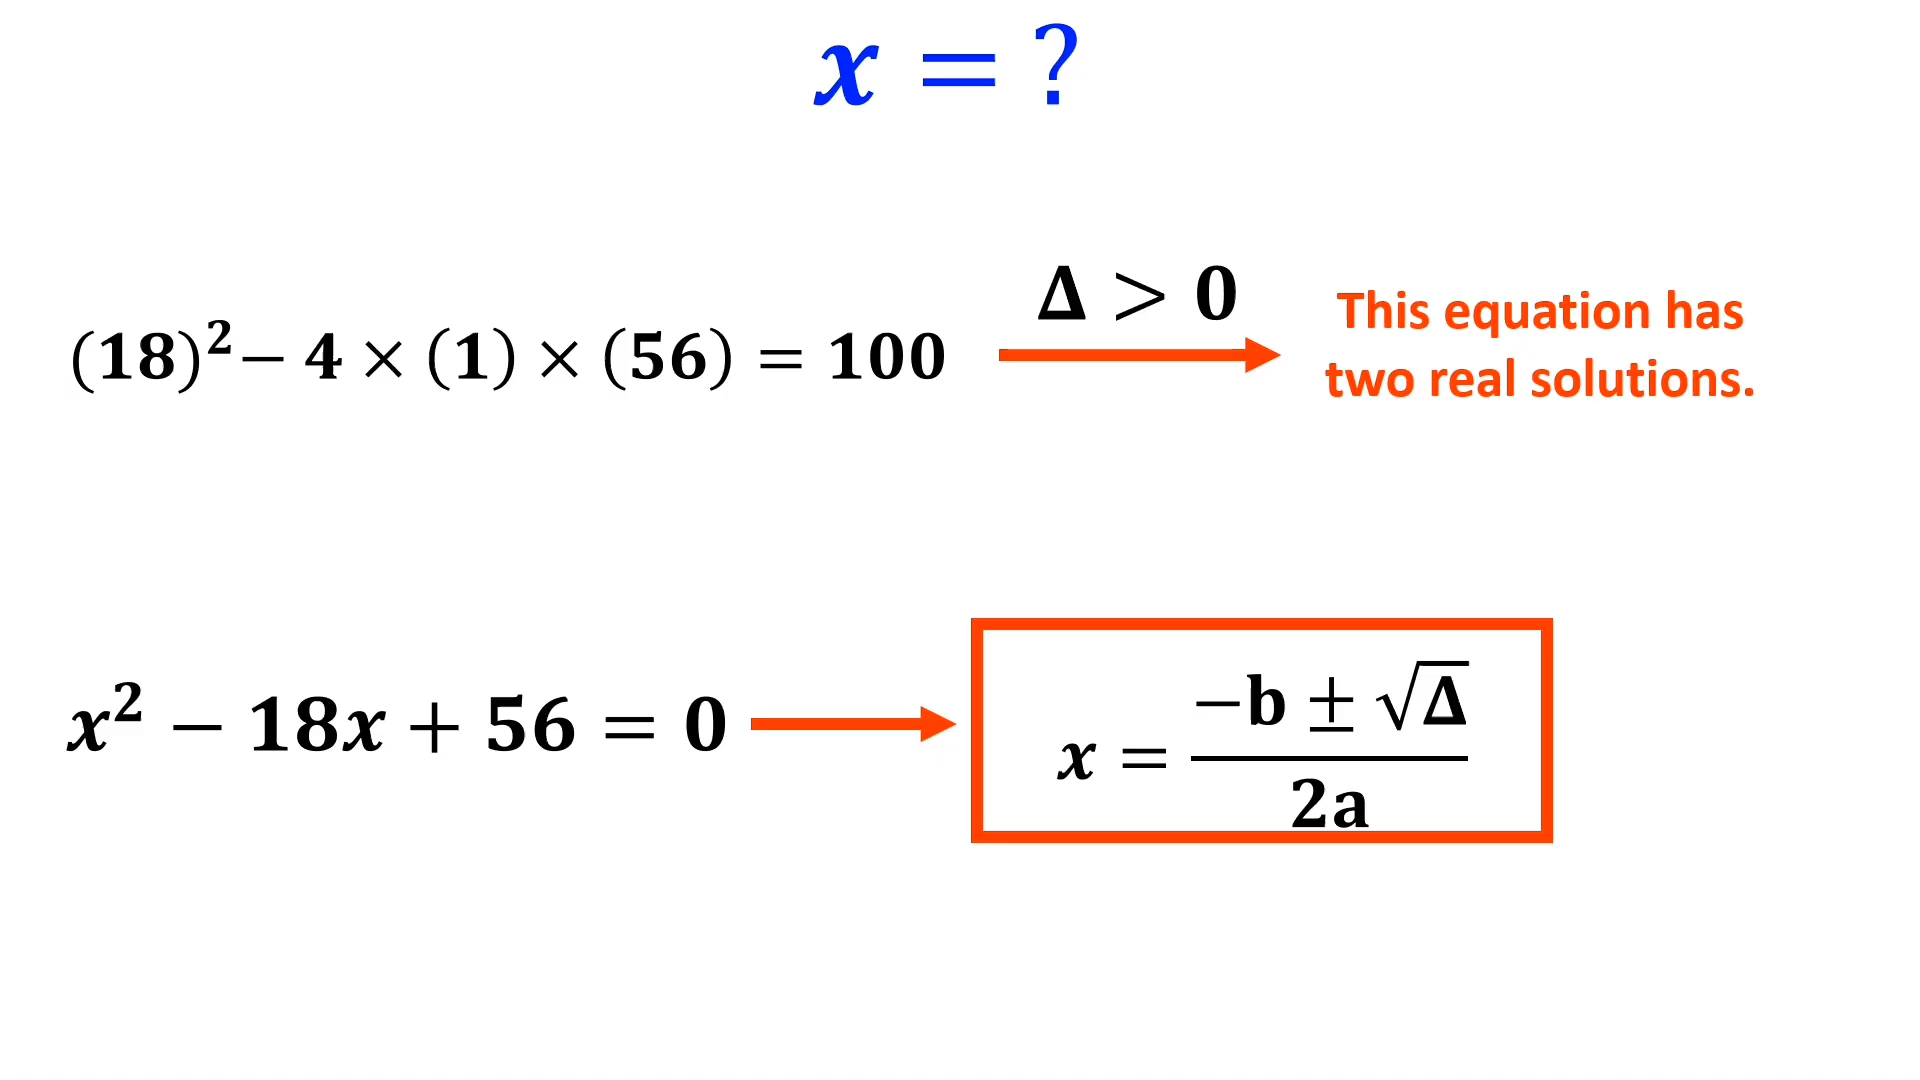 x = ?
(18)² − 4 × (1) × (56) = 100
Δ > 0
This equation has
two real solutions.
x² − 18x + 56 = 0
x = (−b ± √Δ) / 2a